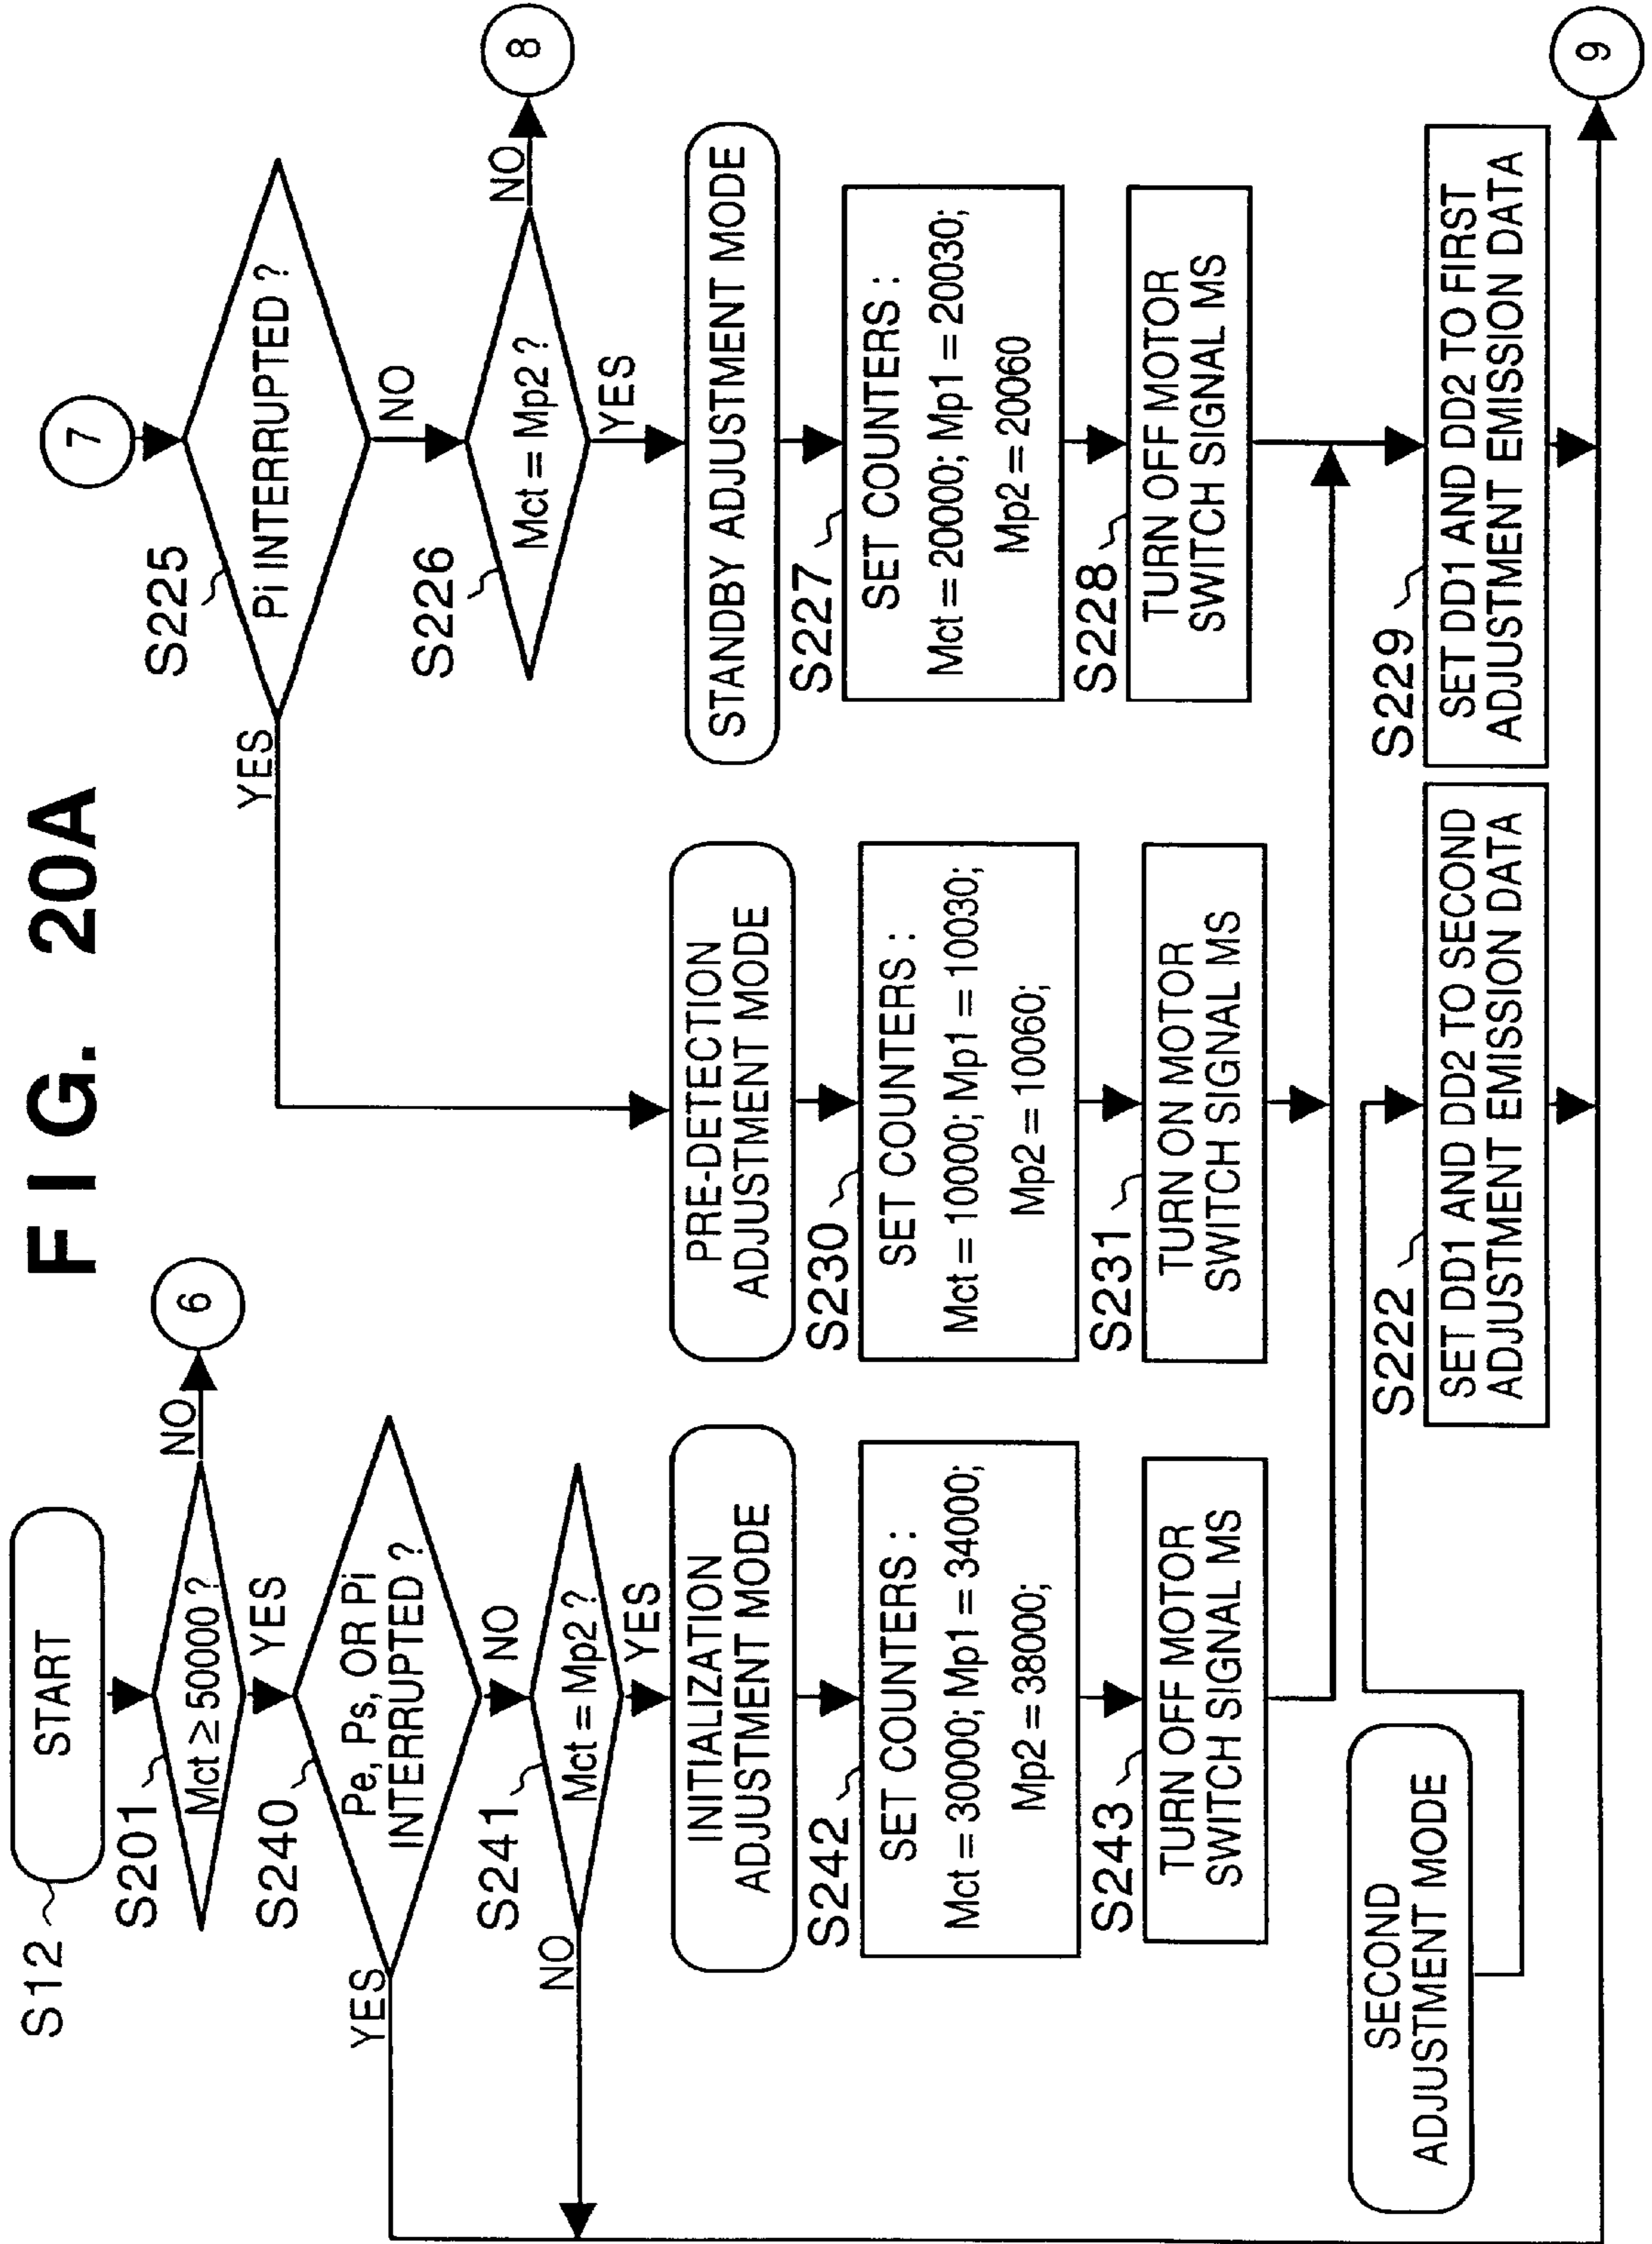 FIG. 20A
S12
START
S201
Mct ≥ 50000 ?
NO
6
YES
S240
Pe, Ps, OR Pi
INTERRUPTED ?
YES
NO
S241
Mct = Mp2 ?
NO
YES
INITIALIZATION
ADJUSTMENT MODE
S242
SET COUNTERS :
Mct = 30000; Mp1 = 34000;
Mp2 = 38000;
S243
TURN OFF MOTOR
SWITCH SIGNAL MS
SECOND
ADJUSTMENT MODE
PRE-DETECTION
ADJUSTMENT MODE
S230
SET COUNTERS :
Mct = 10000; Mp1 = 10030;
Mp2 = 10060;
S231
TURN ON MOTOR
SWITCH SIGNAL MS
S222
SET DD1 AND DD2 TO SECOND
ADJUSTMENT EMISSION DATA
7
S225
Pi INTERRUPTED ?
YES
NO
S226
Mct = Mp2 ?
NO
8
YES
STANDBY ADJUSTMENT MODE
S227
SET COUNTERS :
Mct = 20000; Mp1 = 20030;
Mp2 = 20060
S228
TURN OFF MOTOR
SWITCH SIGNAL MS
S229
SET DD1 AND DD2 TO FIRST
ADJUSTMENT EMISSION DATA
9